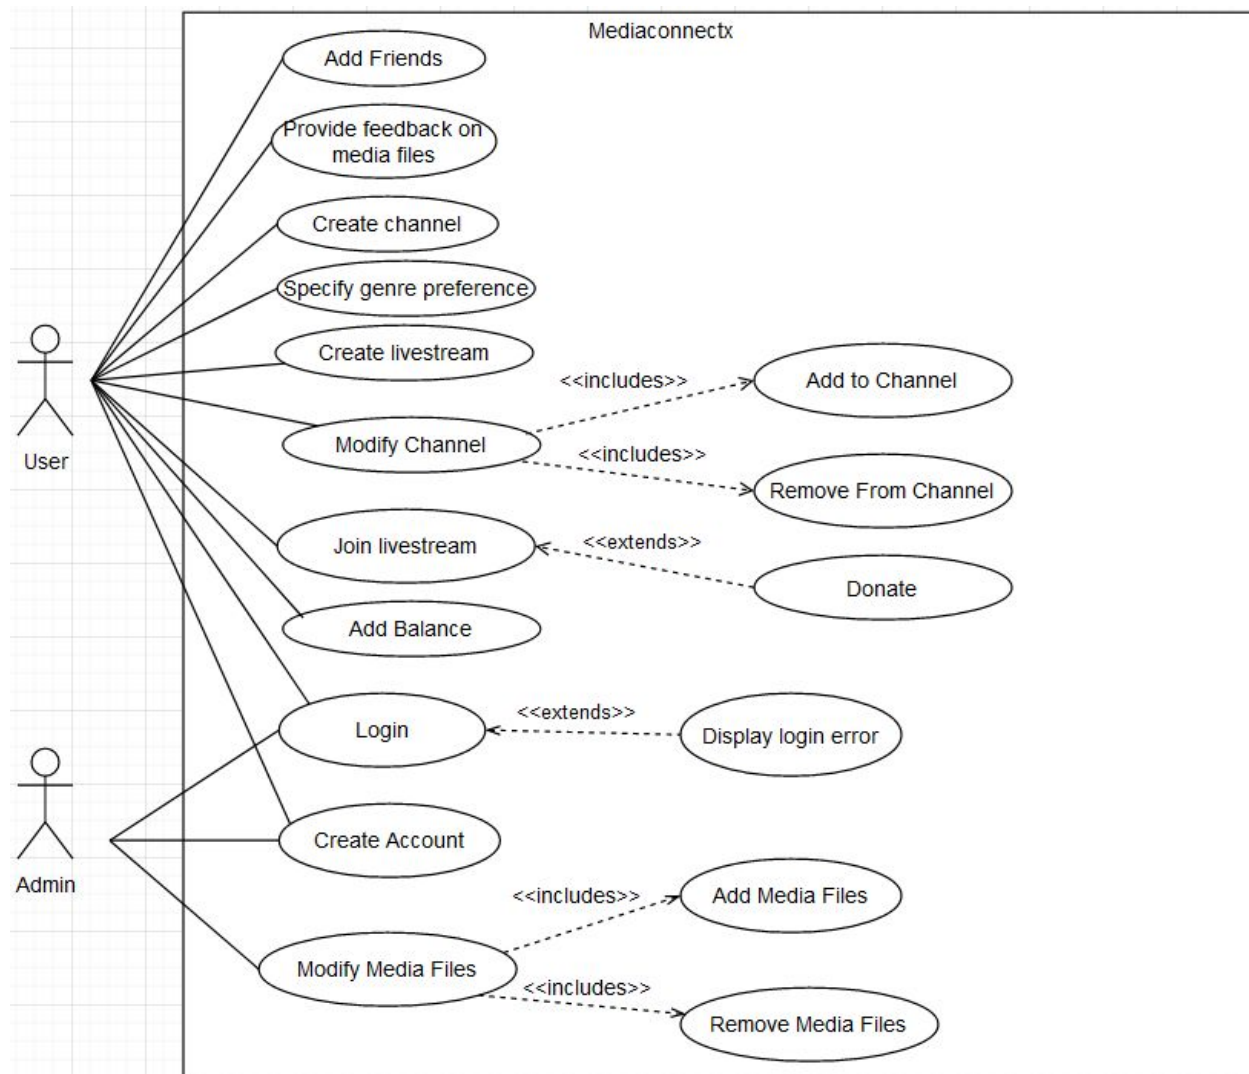 Mediaconnectx
Add Friends
Provide feedback on
media files
Create channel
Specify genre preference
Create livestream
<<includes>>
Add to Channel
Modify Channel
User
<<includes>>
Remove From Channel
Join livestream
<<extends>>
Donate
Add Balance
Login
<<extends>>
Display login error
Create Account
Admin
<<includes>>
Add Media Files
Modify Media Files
<<includes>>
Remove Media Files